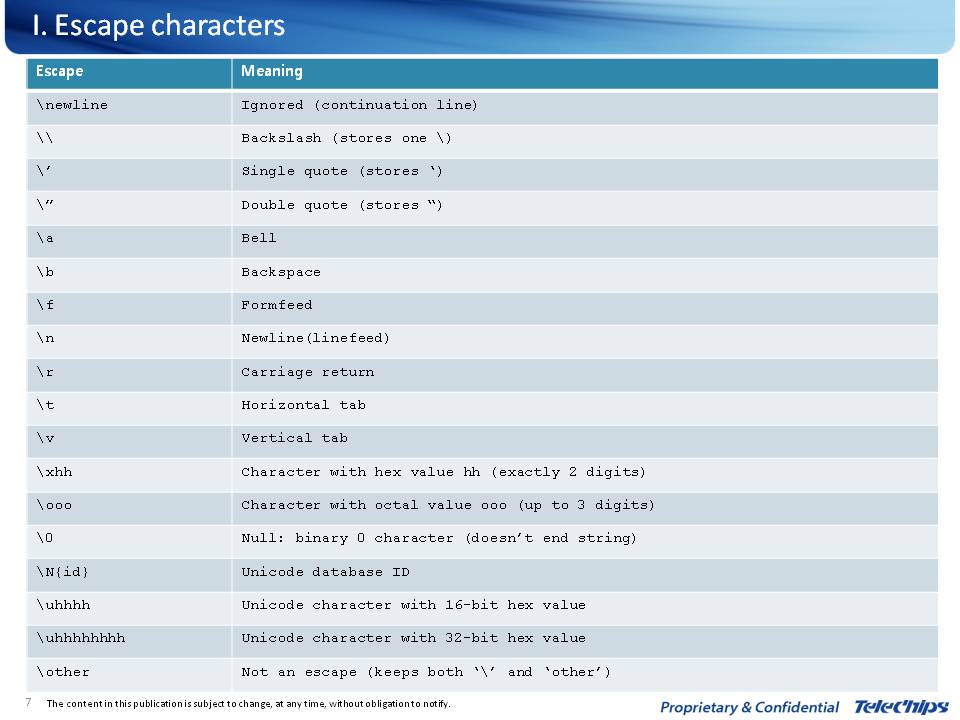 I. Escape characters
Escape Meaning
\newline Ignored (continuation line)
\\ Backslash (stores one \)
\’ Single quote (stores ‘)
\” Double quote (stores “)
\a Bell
\b Backspace
\f Formfeed
\n Newline(linefeed)
\r Carriage return
\t Horizontal tab
\v Vertical tab
\xhh Character with hex value hh (exactly 2 digits)
\ooo Character with octal value ooo (up to 3 digits)
\0 Null: binary 0 character (doesn’t end string)
\N{id} Unicode database ID
\uhhhh Unicode character with 16-bit hex value
\uhhhhhhhh Unicode character with 32-bit hex value
\other Not an escape (keeps both ‘\’ and ‘other’)
7 The content in this publication is subject to change, at any time, without obligation to notify. Proprietary & Confidential Telechips